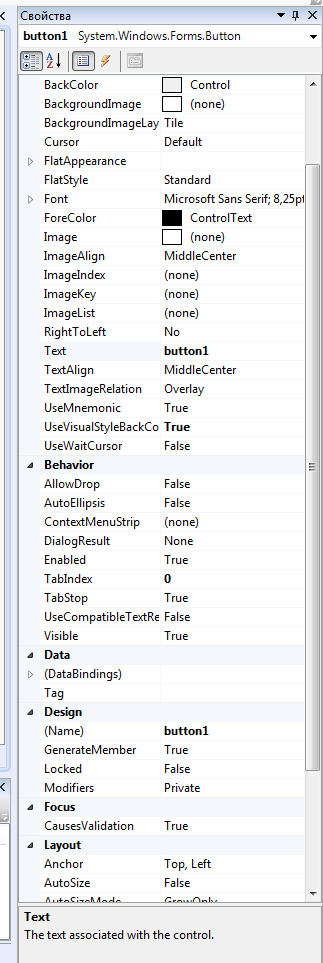 Свойства
button1 System.Windows.Forms.Button
BackColor Control
BackgroundImage (none)
BackgroundImageLay Tile
Cursor Default
FlatAppearance
FlatStyle Standard
Font Microsoft Sans Serif; 8,25pt
ForeColor ControlText
Image (none)
ImageAlign MiddleCenter
ImageIndex (none)
ImageKey (none)
ImageList (none)
RightToLeft No
Text button1
TextAlign MiddleCenter
TextImageRelation Overlay
UseMnemonic True
UseVisualStyleBackCo True
UseWaitCursor False
Behavior
AllowDrop False
AutoEllipsis False
ContextMenuStrip (none)
DialogResult None
Enabled True
TabIndex 0
TabStop True
UseCompatibleTextRe False
Visible True
Data
(DataBindings)
Tag
Design
(Name) button1
GenerateMember True
Locked False
Modifiers Private
Focus
CausesValidation True
Layout
Anchor Top, Left
AutoSize False
AutoSizeMode GrowOnly
Text
The text associated with the control.